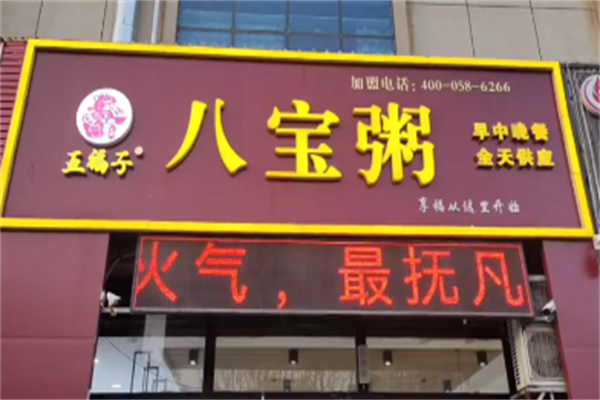 加盟电话：400-058-6266
五福子
八宝粥
早中晚餐
全天供应
享福从这里开始
火气，最抚凡